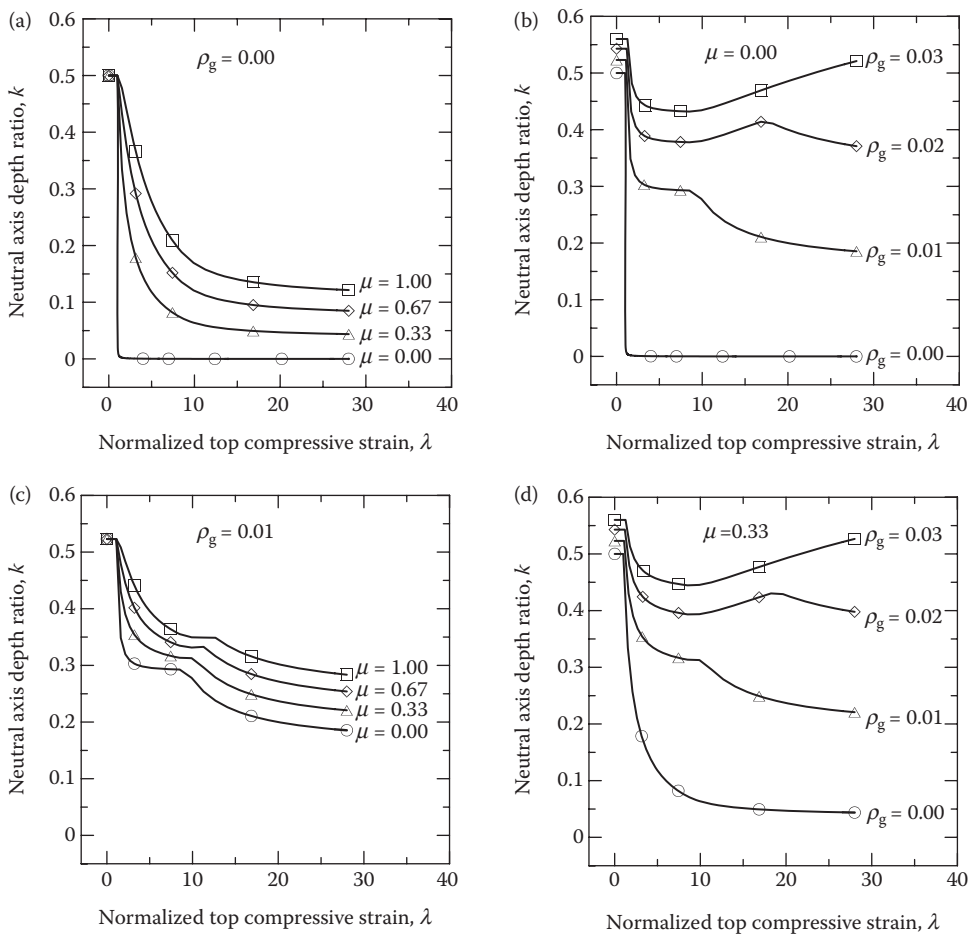 (a)
0.6
0.5
0.4
0.3
0.2
0.1
0
Neutral axis depth ratio, k
ρg = 0.00
μ = 1.00
μ = 0.67
μ = 0.33
μ = 0.00
0 10 20 30 40
Normalized top compressive strain, λ
(b)
0.6
0.5
0.4
0.3
0.2
0.1
0
Neutral axis depth ratio, k
μ = 0.00
ρg = 0.03
ρg = 0.02
ρg = 0.01
ρg = 0.00
0 10 20 30 40
Normalized top compressive strain, λ
(c)
0.6
0.5
0.4
0.3
0.2
0.1
0
Neutral axis depth ratio, k
ρg = 0.01
μ = 1.00
μ = 0.67
μ = 0.33
μ = 0.00
0 10 20 30 40
Normalized top compressive strain, λ
(d)
0.6
0.5
0.4
0.3
0.2
0.1
0
Neutral axis depth ratio, k
μ=0.33
ρg = 0.03
ρg = 0.02
ρg = 0.01
ρg = 0.00
0 10 20 30 40
Normalized top compressive strain, λ